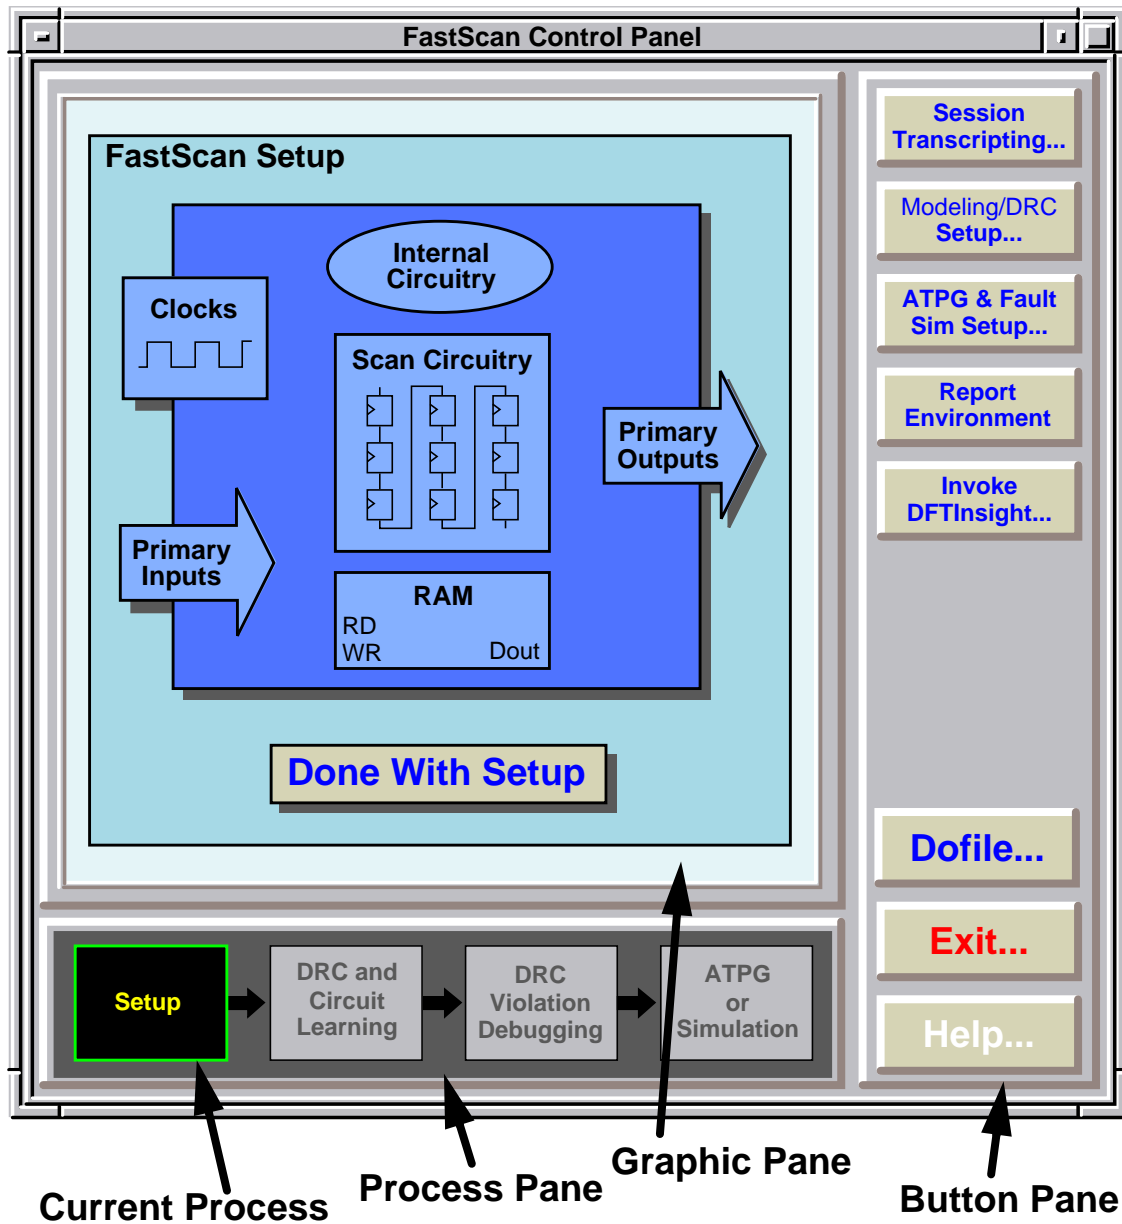 FastScan Control Panel
FastScan Setup
Internal
Circuitry
Clocks
Scan Circuitry
Primary
Outputs
Primary
Inputs
RAM
RD
WR
Dout
Done With Setup
Session
Transcripting...
Modeling/DRC
Setup...
ATPG & Fault
Sim Setup...
Report
Environment
Invoke
DFTInsight...
Dofile...
Exit...
Help...
Setup
DRC and
Circuit
Learning
DRC
Violation
Debugging
ATPG
or
Simulation
Current Process
Process Pane
Graphic Pane
Button Pane